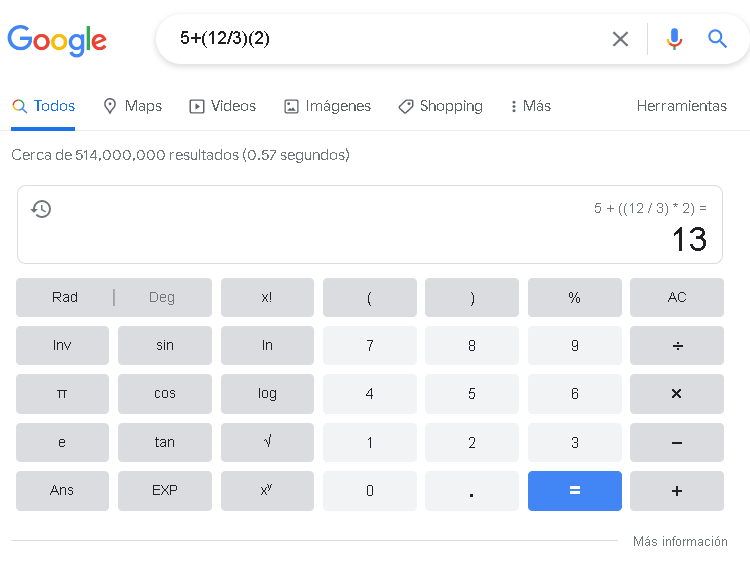 Google 5+(12/3)(2)
Todos Maps Videos Imágenes Shopping Más Herramientas
Cerca de 514,000,000 resultados (0.57 segundos)
5 + ((12 / 3) * 2) =
13
Rad | Deg x! ( ) % AC
Inv sin ln 7 8 9 ÷
π cos log 4 5 6 ×
e tan √ 1 2 3 −
Ans EXP xʸ 0 . = +
Más información